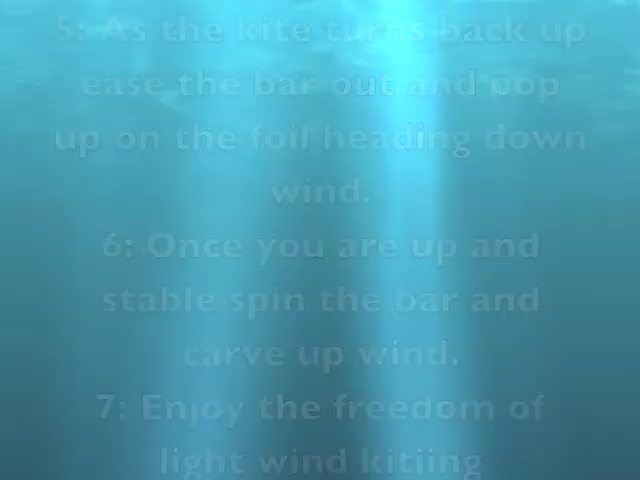 5: As the kite turns back up
ease the bar out and pop
up on the foil heading down
wind.
6: Once you are up and
stable spin the bar and
carve up wind.
7: Enjoy the freedom of
light wind kitiing